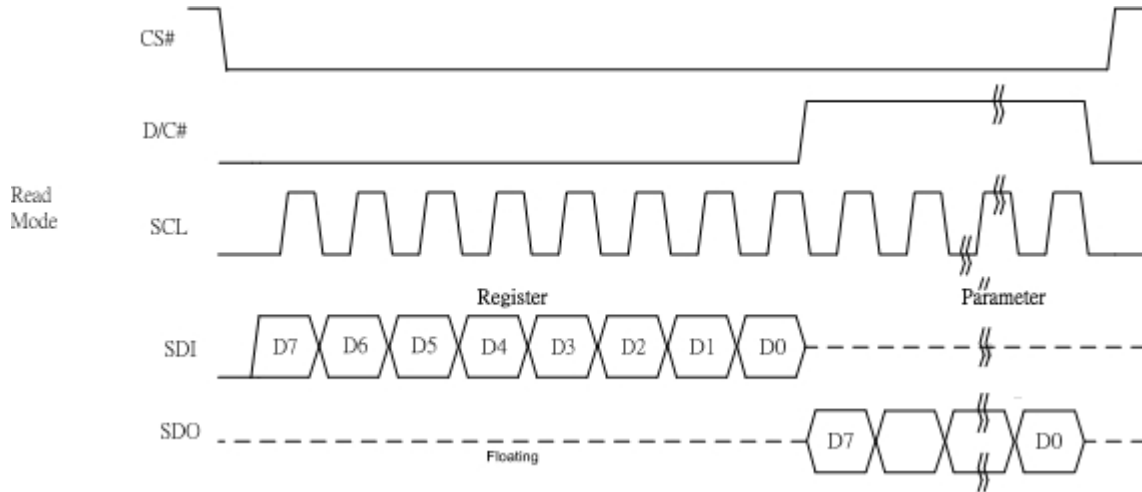 CS#
D/C#
Read
Mode
SCL
Register
Parameter
SDI
D7 D6 D5 D4 D3 D2 D1 D0
SDO
Floating
D7 D0